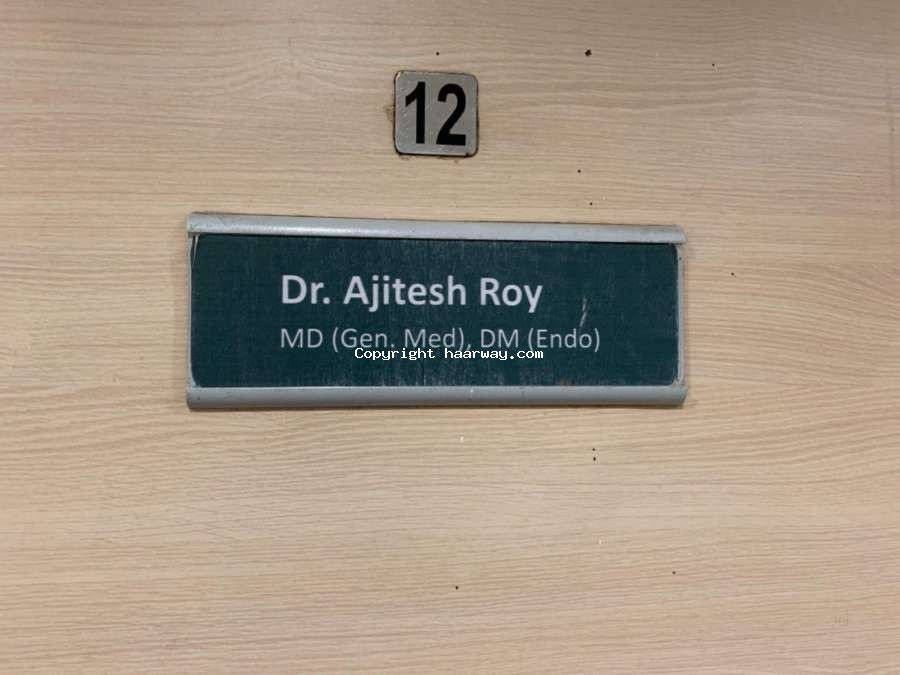 12
Dr. Ajitesh Roy
MD (Gen. Med), DM (Endo)
Copyright haarway.com